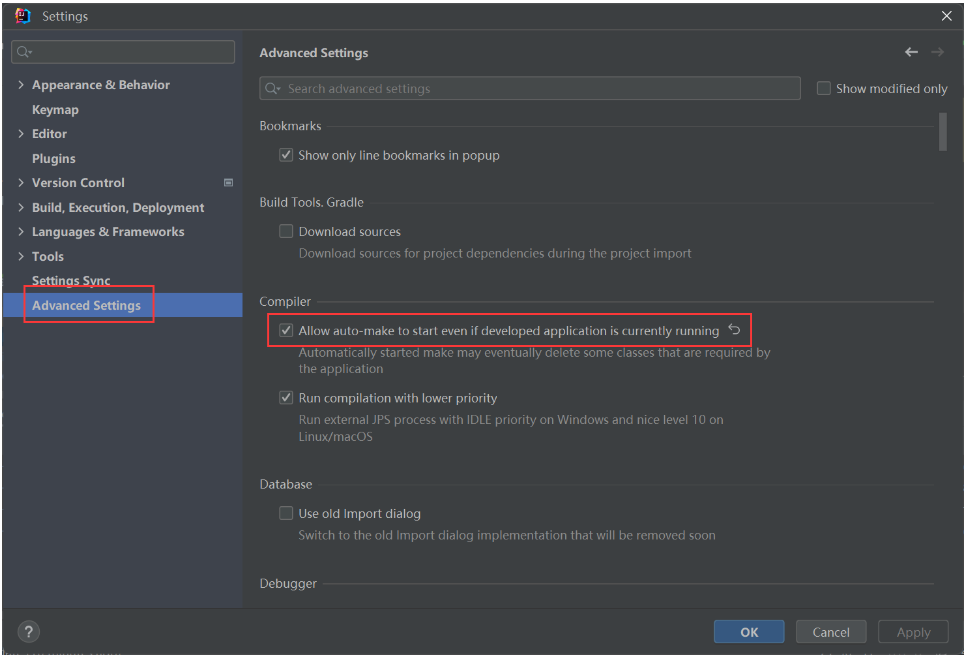 Settings
Appearance & Behavior
Keymap
Editor
Plugins
Version Control
Build, Execution, Deployment
Languages & Frameworks
Tools
Settings Sync
Advanced Settings
Advanced Settings
Search advanced settings
Show modified only
Bookmarks
Show only line bookmarks in popup
Build Tools. Gradle
Download sources
Download sources for project dependencies during the project import
Compiler
Allow auto-make to start even if developed application is currently running
Automatically started make may eventually delete some classes that are required by
the application
Run compilation with lower priority
Run external JPS process with IDLE priority on Windows and nice level 10 on
Linux/macOS
Database
Use old Import dialog
Switch to the old Import dialog implementation that will be removed soon
Debugger
?
OK
Cancel
Apply